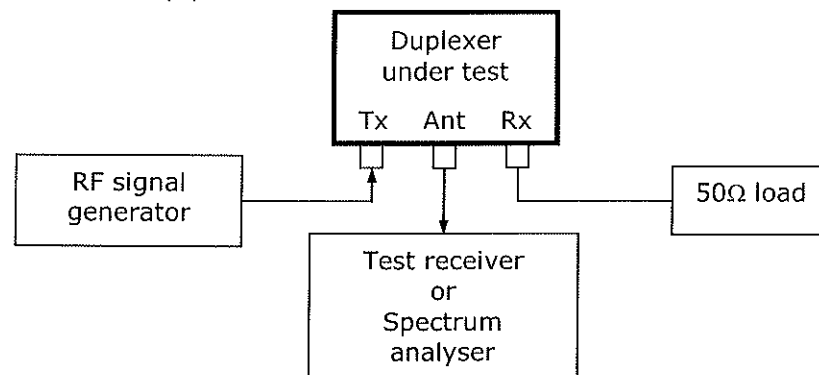 Duplexer
under test
Tx Ant Rx
RF signal
generator
50Ω load
Test receiver
or
Spectrum
analyser